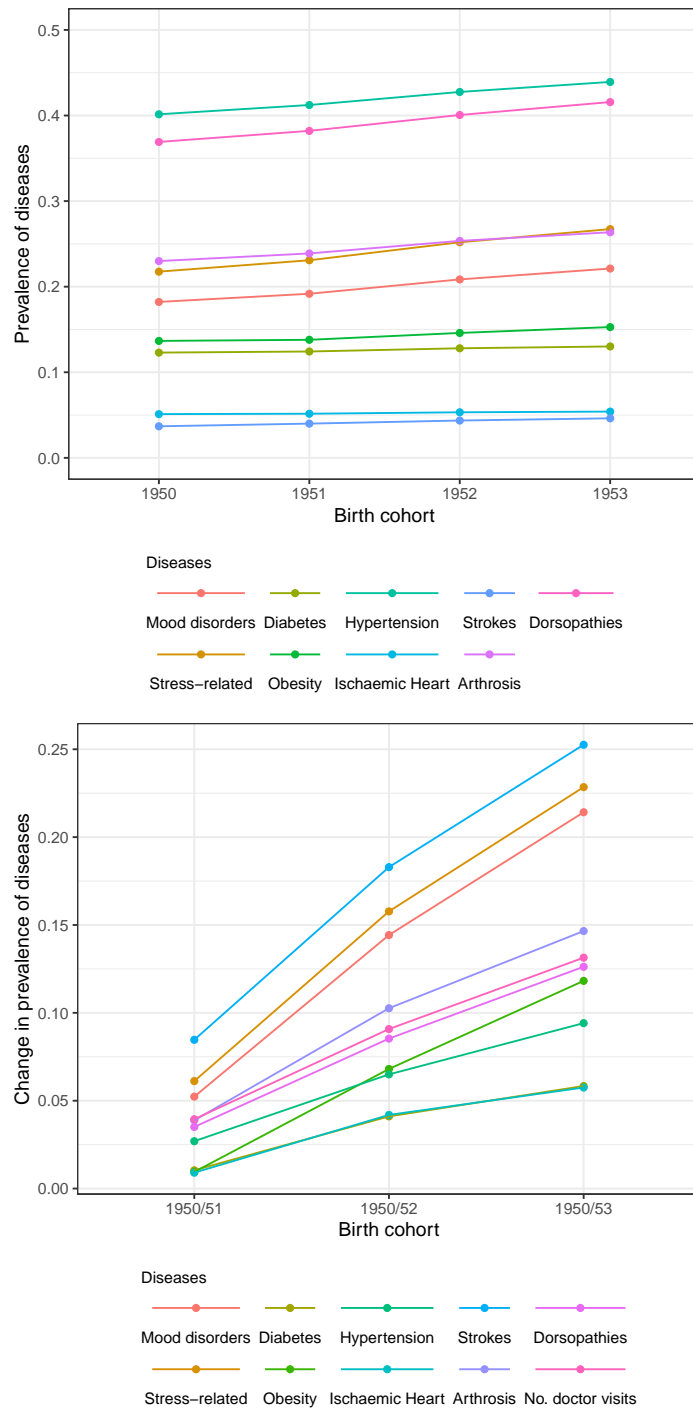 0.5
0.4
0.3
0.2
0.1
0.0
Prevalence of diseases
1950 1951 1952 1953
Birth cohort
Diseases
Mood disorders Diabetes Hypertension Strokes Dorsopathies
Stress−related Obesity Ischaemic Heart Arthrosis
0.25
0.20
0.15
0.10
0.05
0.00
Change in prevalence of diseases
1950/51 1950/52 1950/53
Birth cohort
Diseases
Mood disorders Diabetes Hypertension Strokes Dorsopathies
Stress−related Obesity Ischaemic Heart Arthrosis No. doctor visits